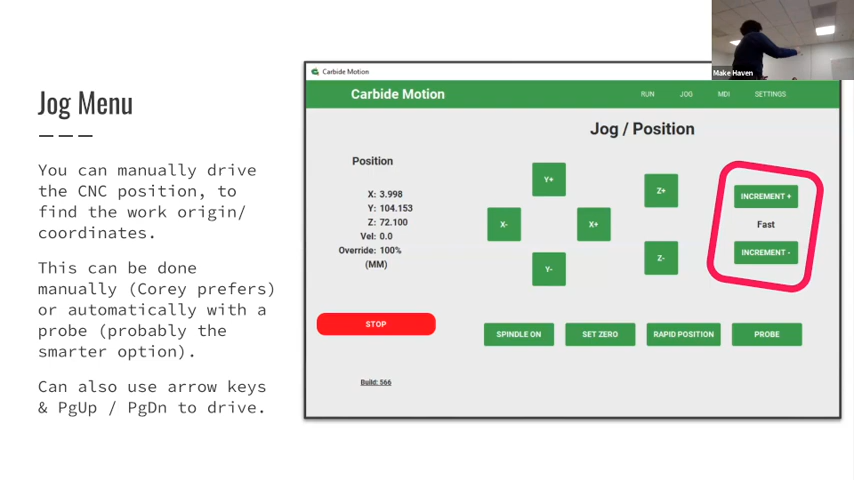 Make Haven
Jog Menu
You can manually drive
the CNC position, to
find the work origin/
coordinates.
This can be done
manually (Corey prefers)
or automatically with a
probe (probably the
smarter option).
Can also use arrow keys
& PgUp / PgDn to drive.
Carbide Motion
Carbide Motion
RUN JOG MDI SETTINGS
Jog / Position
Position
X: 3.998
Y: 104.153
Z: 72.100
Vel: 0.0
Override: 100%
(MM)
STOP
Build: 566
Y+
X- X+
Y-
Z+
Z-
INCREMENT +
Fast
INCREMENT -
SPINDLE ON SET ZERO RAPID POSITION PROBE